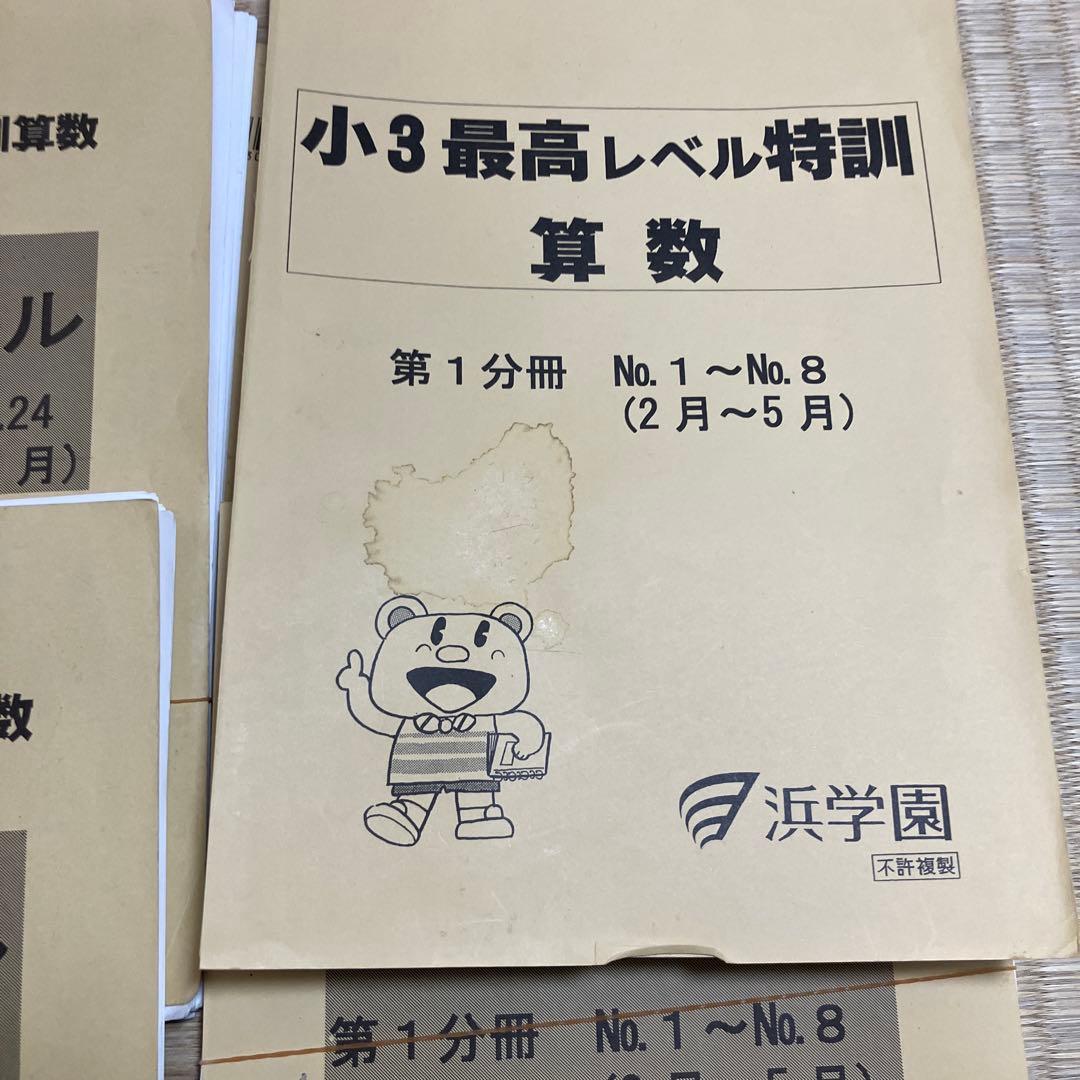 小3最高レベル特訓
算数
第1分冊 No.1～No.8
(2月～5月)
浜学園
不許複製
訓算数
ル
.24
月)
数
第1分冊 No.1～No.8